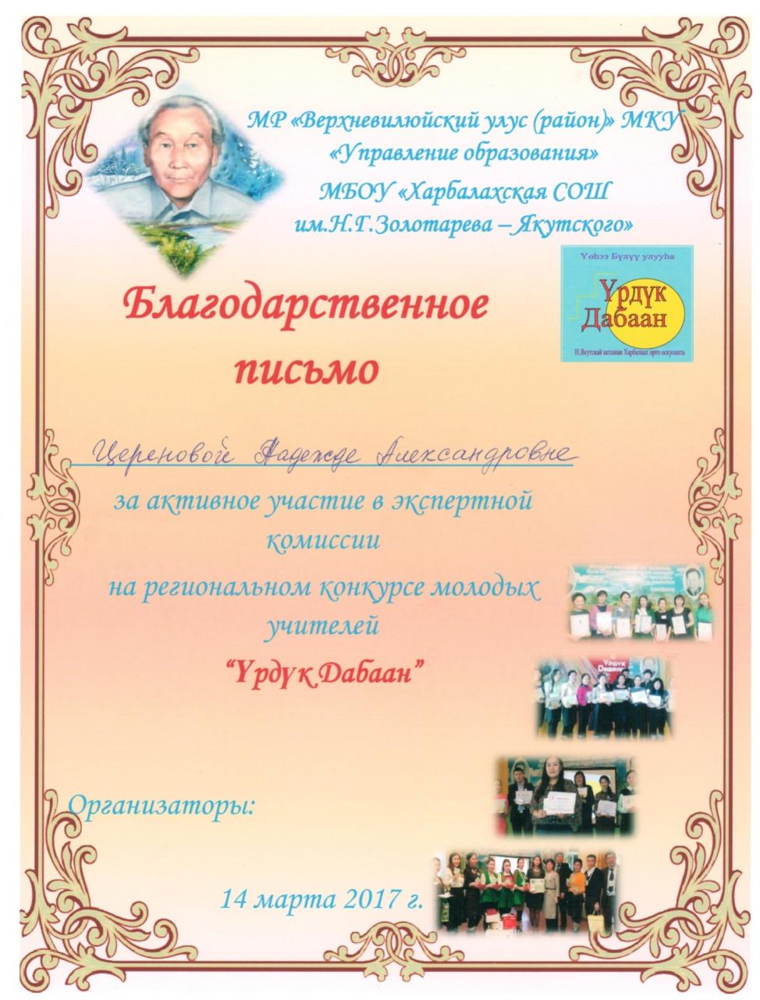 МР «Верхневилюйский улус (район)» МКУ
«Управление образования»
МБОУ «Харбалахская СОШ
им.Н.Г.Золотарева – Якутского»
Үөһээ Бүлүү улууһа
Үрдүк
Дабаан
Н.Якутскай аатынан Харбалаах орто оскуолата
Благодарственное
письмо
Цереновой Надежде Александровне
за активное участие в экспертной
комиссии
на региональном конкурсе молодых
учителей
“Үрдүк Дабаан”
Үрдүк
Дабаан
Организаторы:
14 марта 2017 г.